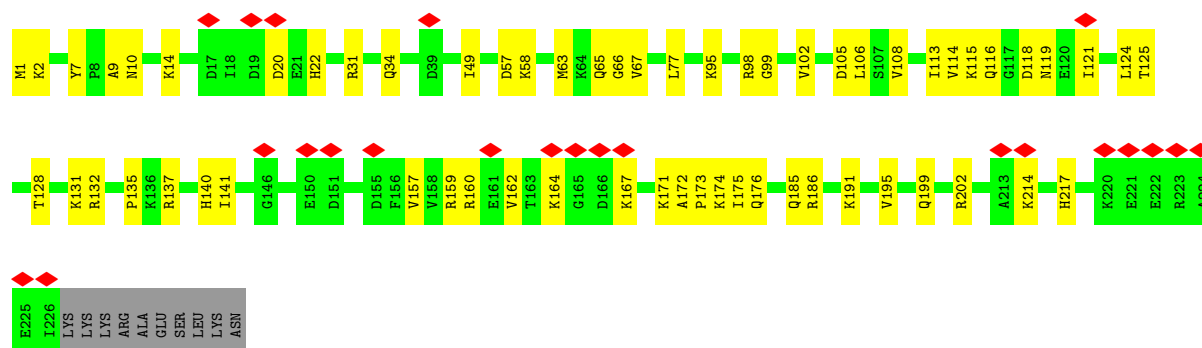 M1 K2 Y7 P8 A9 N10 K14 D17 I18 D19 D20 E21 H22 R31 Q34 D39 I49 D57 K58 M63 K64 Q65 G66 V67 L77 K95 R98 G99 V102 D105 L106 S107 V108 I113 V114 K115 Q116 G117 D118 N119 E120 I121 L124 T125
T128 K131 R132 P135 K136 R137 H140 I141 G146 E150 D151 D155 F156 V157 V158 R159 R160 E161 V162 T163 K164 G165 D166 K167 K171 A172 P173 K174 I175 Q176 Q185 R186 K191 V195 Q199 R202 A213 K214 H217 K220 E221 E222 R223
E225 I226 LYS LYS LYS ARG ALA GLU SER LEU LYS ASN